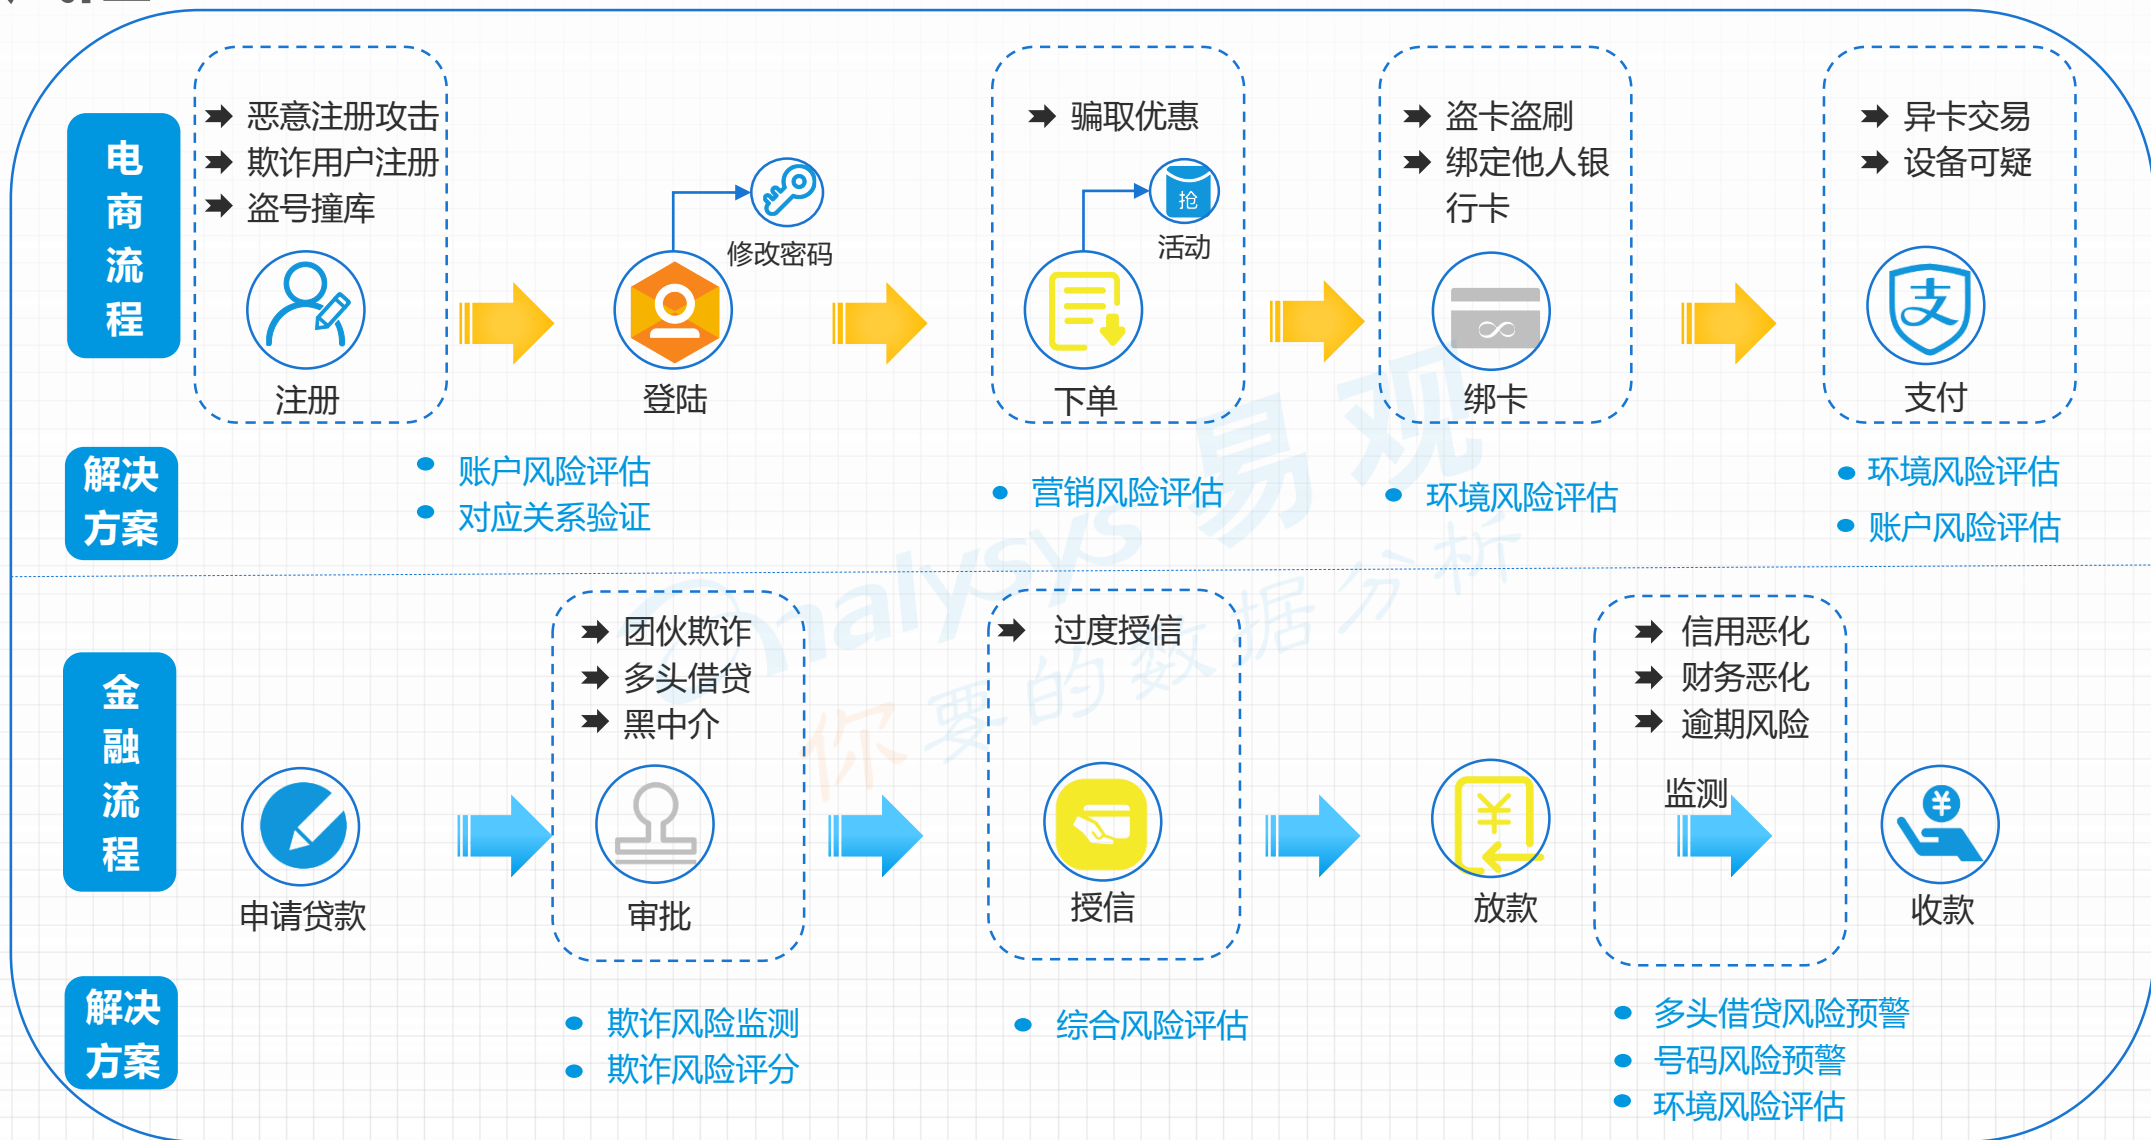 恶意注册攻击
欺诈用户注册
盗号撞库
骗取优惠
盗卡盗刷
绑定他人银
行卡
异卡交易
设备可疑
电
商
流
程
修改密码
抢
活动
支
注册
登陆
下单
绑卡
支付
解决
方案
账户风险评估
对应关系验证
营销风险评估
环境风险评估
环境风险评估
账户风险评估
nalysys 易观
你要的数据分析
团伙欺诈
多头借贷
黑中介
过度授信
信用恶化
财务恶化
逾期风险
金
融
流
程
监测
¥
¥
申请贷款
审批
授信
放款
收款
解决
方案
欺诈风险监测
欺诈风险评分
综合风险评估
多头借贷风险预警
号码风险预警
环境风险评估